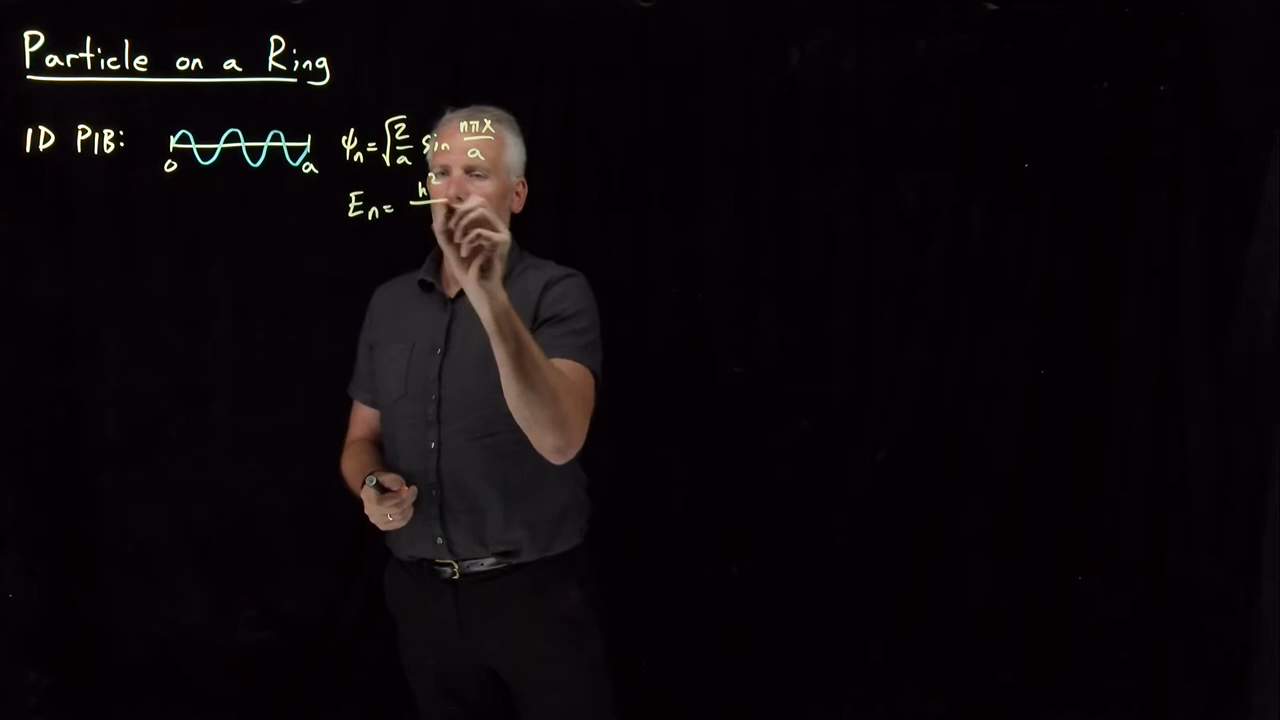 Particle on a Ring
1D PIB: 0 a ψₙ = √(2/a) sin nπx/a
Eₙ = h²